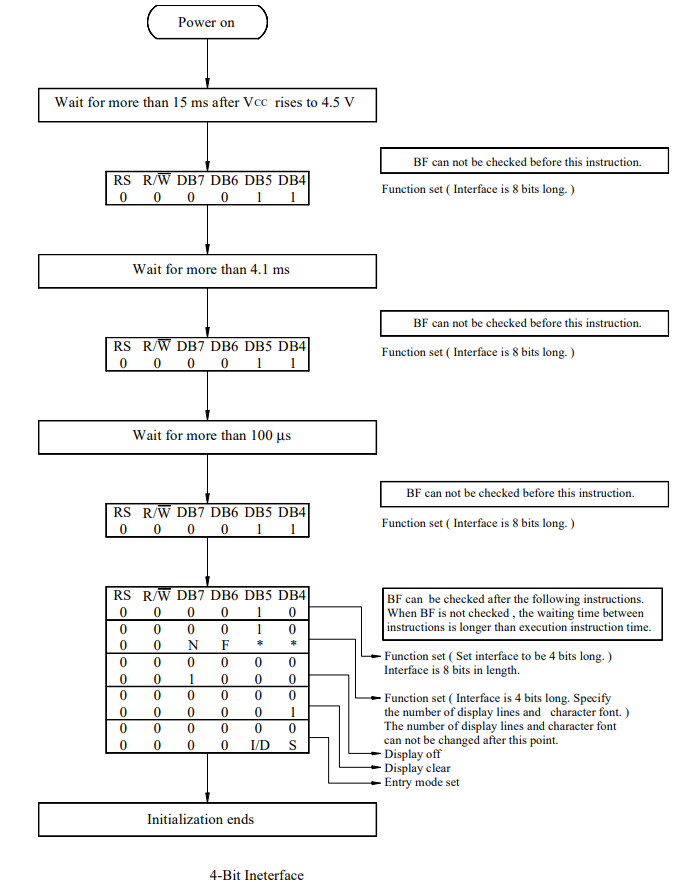 Power on
Wait for more than 15 ms after VCC rises to 4.5 V
BF can not be checked before this instruction.
RS R/W̅ DB7 DB6 DB5 DB4
0 0 0 0 1 1
Function set ( Interface is 8 bits long. )
Wait for more than 4.1 ms
BF can not be checked before this instruction.
RS R/W̅ DB7 DB6 DB5 DB4
0 0 0 0 1 1
Function set ( Interface is 8 bits long. )
Wait for more than 100 µs
BF can not be checked before this instruction.
RS R/W̅ DB7 DB6 DB5 DB4
0 0 0 0 1 1
Function set ( Interface is 8 bits long. )
RS R/W̅ DB7 DB6 DB5 DB4
0 0 0 0 1 0
0 0 0 0 1 0
0 0 N F * *
0 0 0 0 0 0
0 0 1 0 0 0
0 0 0 0 0 0
0 0 0 0 0 1
0 0 0 0 0 0
0 0 0 0 I/D S
BF can be checked after the following instructions.
When BF is not checked , the waiting time between
instructions is longer than execution instruction time.
Function set ( Set interface to be 4 bits long. )
Interface is 8 bits in length.
Function set ( Interface is 4 bits long. Specify
the number of display lines and character font. )
The number of display lines and character font
can not be changed after this point.
Display off
Display clear
Entry mode set
Initialization ends
4-Bit Ineterface